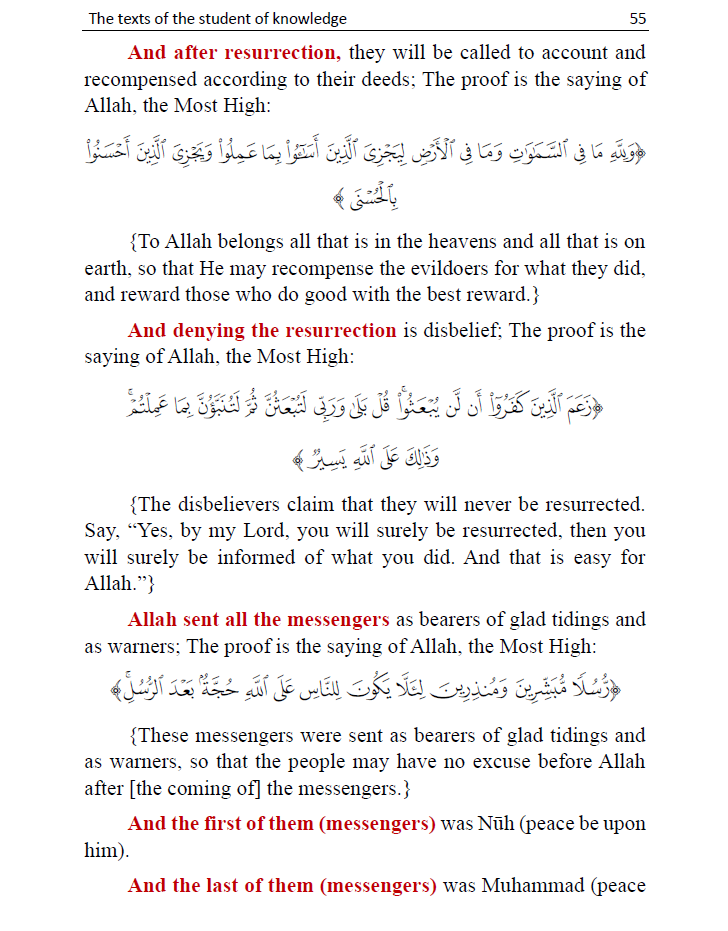 The texts of the student of knowledge 55
And after resurrection, they will be called to account and
recompensed according to their deeds; The proof is the saying of
Allah, the Most High:
﴿وَلِلَّهِ مَا فِي ٱلسَّمَٰوَٰتِ وَمَا فِي ٱلۡأَرۡضِ لِيَجۡزِيَ ٱلَّذِينَ أَسَٰٓـُٔواْ بِمَا عَمِلُواْ وَيَجۡزِيَ ٱلَّذِينَ أَحۡسَنُواْ
بِٱلۡحُسۡنَى ﴾
{To Allah belongs all that is in the heavens and all that is on
earth, so that He may recompense the evildoers for what they did,
and reward those who do good with the best reward.}
And denying the resurrection is disbelief; The proof is the
saying of Allah, the Most High:
﴿زَعَمَ ٱلَّذِينَ كَفَرُوٓاْ أَن لَّن يُبۡعَثُواْۚ قُلۡ بَلَىٰ وَرَبِّي لَتُبۡعَثُنَّ ثُمَّ لَتُنَبَّؤُنَّ بِمَا عَمِلۡتُمۡۚ
وَذَٰلِكَ عَلَى ٱللَّهِ يَسِيرٞ ﴾
{The disbelievers claim that they will never be resurrected.
Say, “Yes, by my Lord, you will surely be resurrected, then you
will surely be informed of what you did. And that is easy for
Allah.”}
Allah sent all the messengers as bearers of glad tidings and
as warners; The proof is the saying of Allah, the Most High:
﴿رُّسُلٗا مُّبَشِّرِينَ وَمُنذِرِينَ لِئَلَّا يَكُونَ لِلنَّاسِ عَلَى ٱللَّهِ حُجَّةُۢ بَعۡدَ ٱلرُّسُلِۚ﴾
{These messengers were sent as bearers of glad tidings and
as warners, so that the people may have no excuse before Allah
after [the coming of] the messengers.}
And the first of them (messengers) was Nūh (peace be upon
him).
And the last of them (messengers) was Muhammad (peace